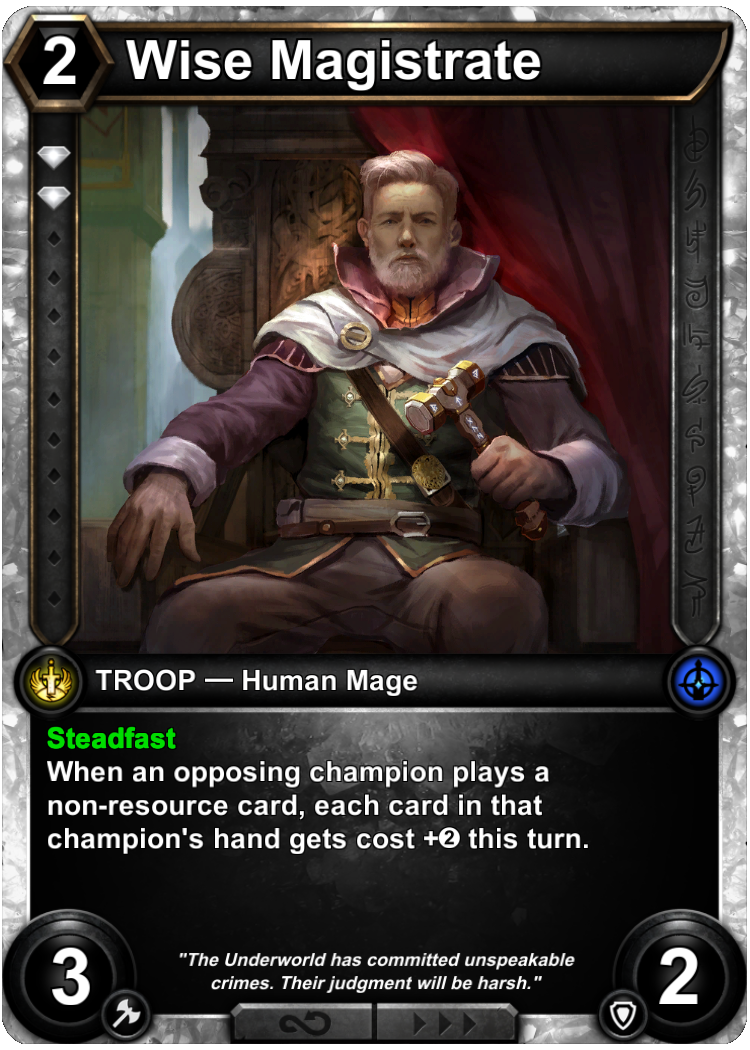 2 Wise Magistrate
TROOP — Human Mage
Steadfast
When an opposing champion plays a
non-resource card, each card in that
champion's hand gets cost +❷ this turn.
"The Underworld has committed unspeakable
crimes. Their judgment will be harsh."
3
2